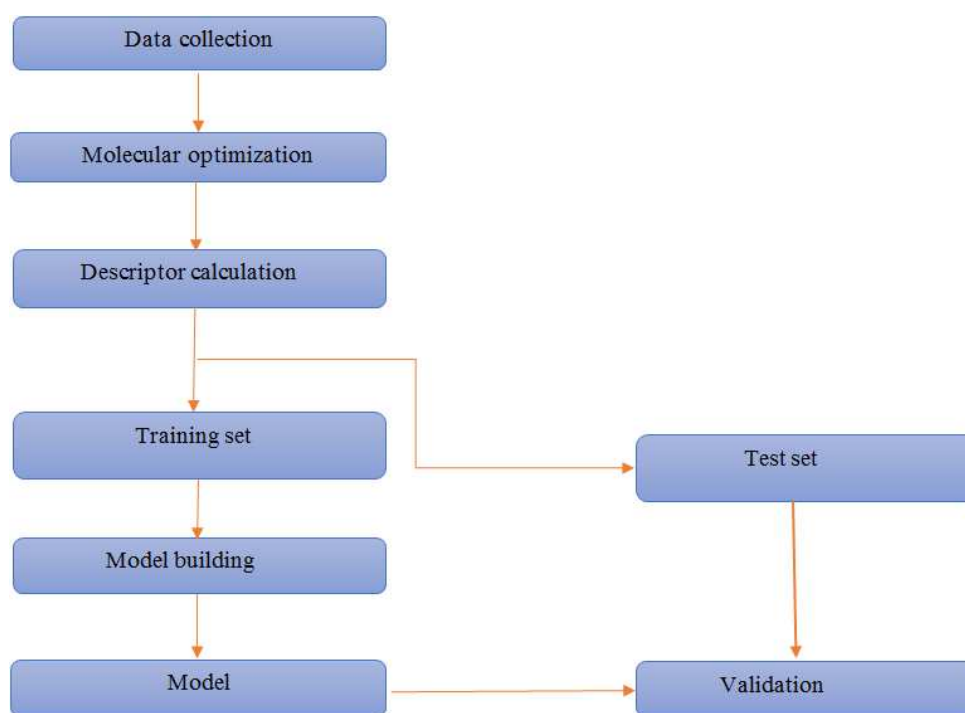 Data collection
Molecular optimization
Descriptor calculation
Training set
Test set
Model building
Model
Validation